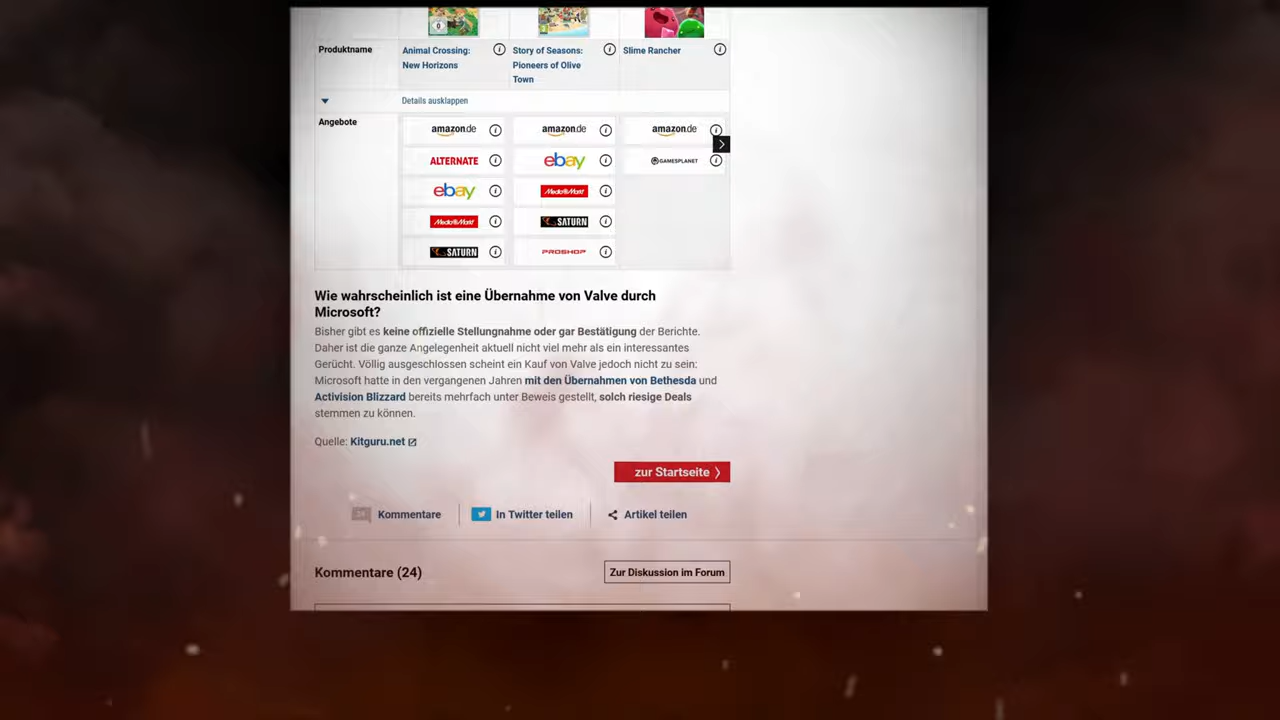 Produktname
Animal Crossing:
New Horizons
Story of Seasons:
Pioneers of Olive
Town
Slime Rancher
Details ausklappen
Angebote
amazon.de
amazon.de
amazon.de
ALTERNATE
ebay
GAMESPLANET
ebay
MediaMarkt
MediaMarkt
SATURN
SATURN
PROSHOP
Wie wahrscheinlich ist eine Übernahme von Valve durch
Microsoft?
Bisher gibt es keine offizielle Stellungnahme oder gar Bestätigung der Berichte.
Daher ist die ganze Angelegenheit aktuell nicht viel mehr als ein interessantes
Gerücht. Völlig ausgeschlossen scheint ein Kauf von Valve jedoch nicht zu sein:
Microsoft hatte in den vergangenen Jahren mit den Übernahmen von Bethesda und
Activision Blizzard bereits mehrfach unter Beweis gestellt, solch riesige Deals
stemmen zu können.
Quelle: Kitguru.net
zur Startseite
Kommentare
In Twitter teilen
Artikel teilen
Kommentare (24)
Zur Diskussion im Forum